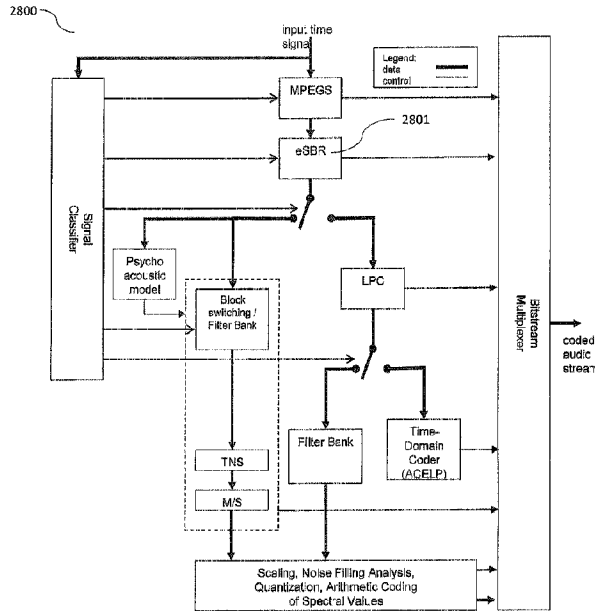 2800
input time
signal
Legend:
data
control
MPEGS
2801
eSBR
Signal
Classifier
Psycho
acoustic
model
LPC
Block
switching /
Filter Bank
Bitstream
Multiplexer
coded
audio
stream
Filter Bank
Time-
Domain
Coder
(ACELP)
TNS
M/S
Scaling, Noise Filling Analysis,
Quantization, Arithmetic Coding
of Spectral Values